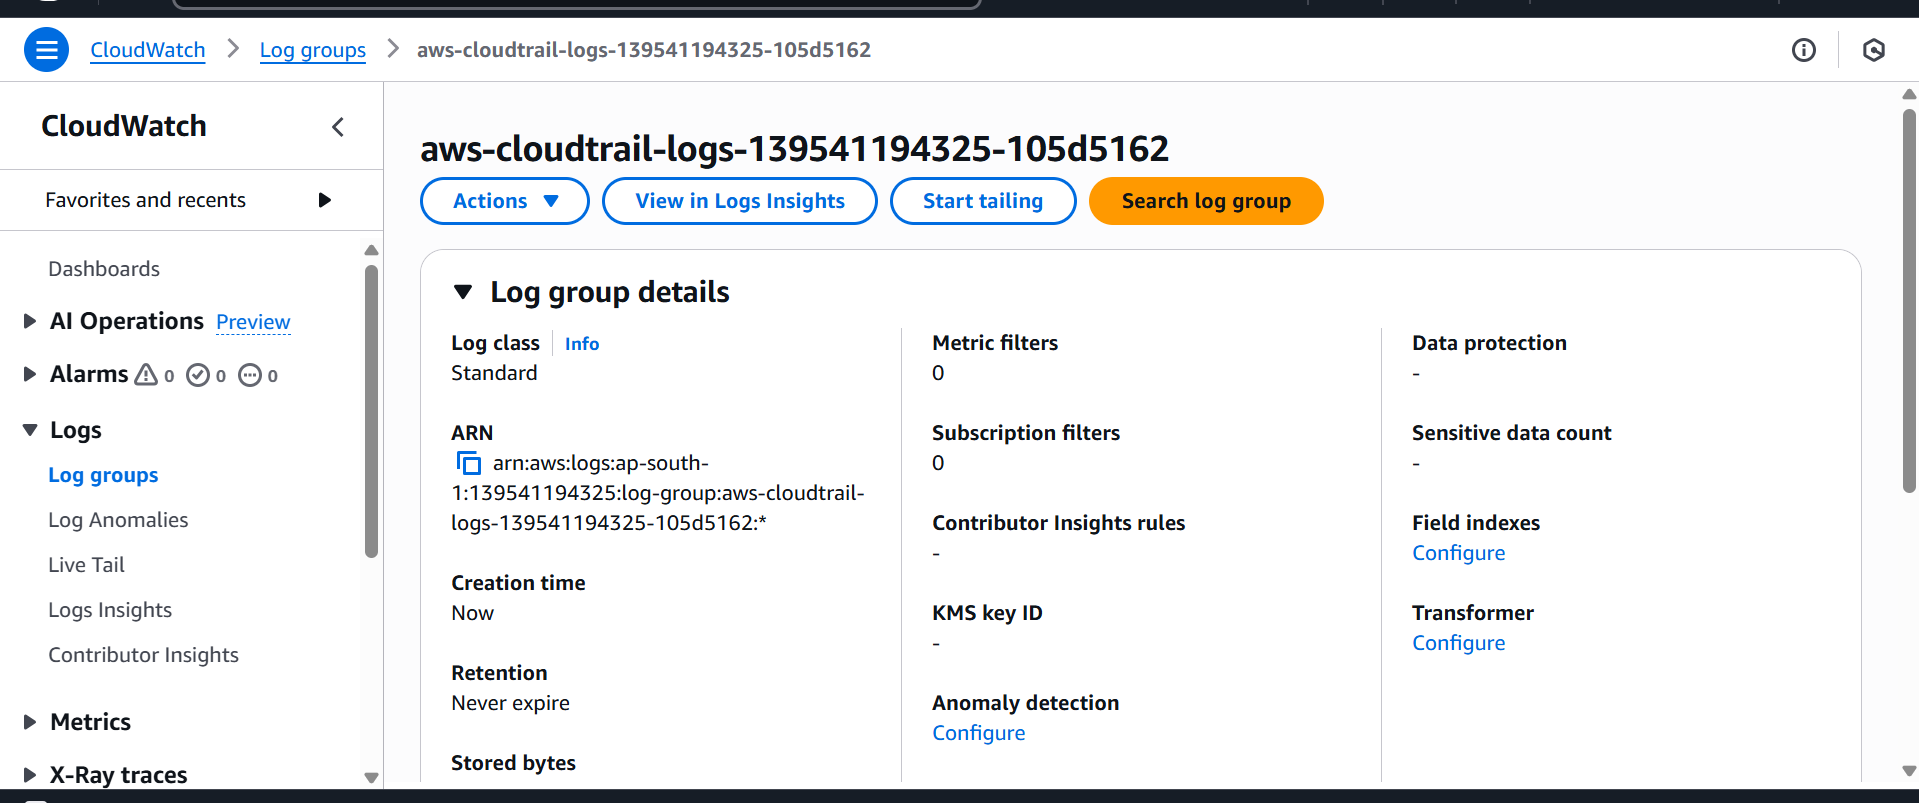 CloudWatch > Log groups > aws-cloudtrail-logs-139541194325-105d5162
CloudWatch
Favorites and recents
Dashboards
AI Operations Preview
Alarms 0 0 0
Logs
Log groups
Log Anomalies
Live Tail
Logs Insights
Contributor Insights
Metrics
X-Ray traces
aws-cloudtrail-logs-139541194325-105d5162
Actions View in Logs Insights Start tailing Search log group
Log group details
Log class Info
Standard
ARN
arn:aws:logs:ap-south-
1:139541194325:log-group:aws-cloudtrail-
logs-139541194325-105d5162:*
Creation time
Now
Retention
Never expire
Stored bytes
Metric filters
0
Subscription filters
0
Contributor Insights rules
-
KMS key ID
-
Anomaly detection
Configure
Data protection
-
Sensitive data count
-
Field indexes
Configure
Transformer
Configure